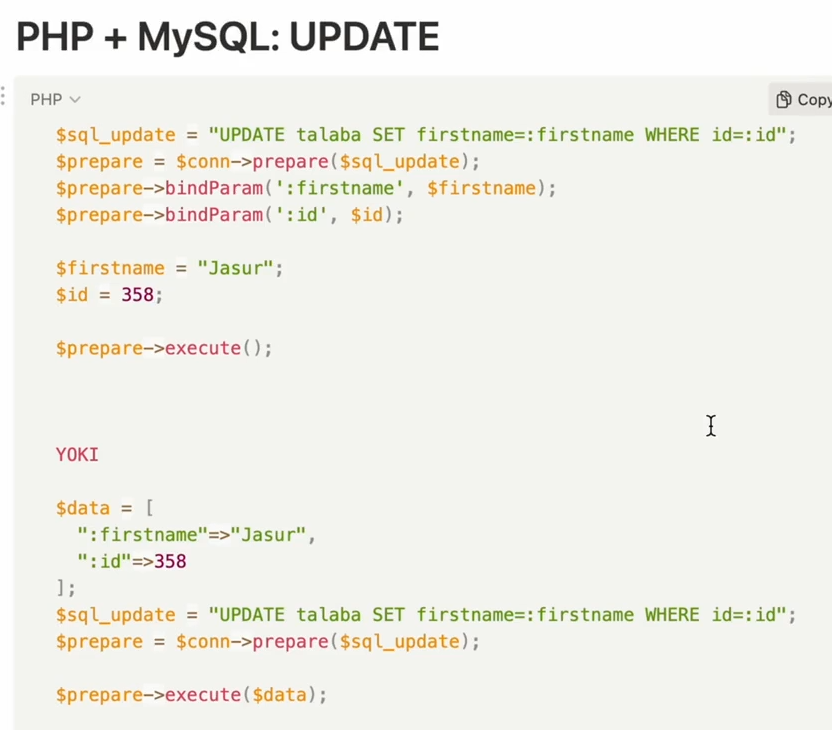 PHP + MySQL: UPDATE
PHP
Copy
$sql_update = "UPDATE talaba SET firstname=:firstname WHERE id=:id";
$prepare = $conn->prepare($sql_update);
$prepare->bindParam(':firstname', $firstname);
$prepare->bindParam(':id', $id);
$firstname = "Jasur";
$id = 358;
$prepare->execute();
YOKI
$data = [
":firstname"=>"Jasur",
":id"=>358
];
$sql_update = "UPDATE talaba SET firstname=:firstname WHERE id=:id";
$prepare = $conn->prepare($sql_update);
$prepare->execute($data);